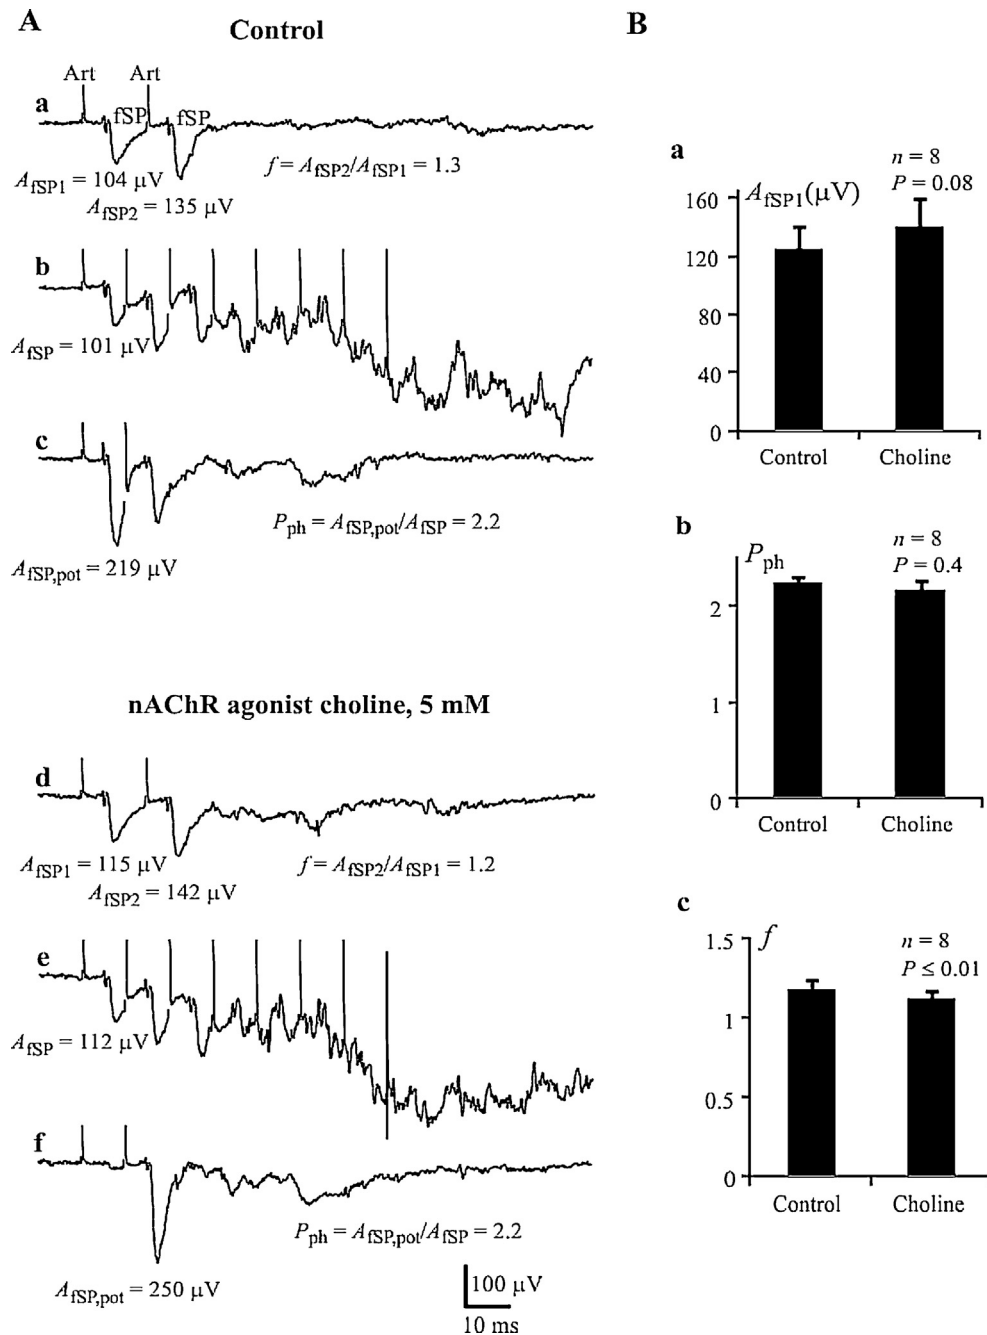 A
Control
Art Art
a
fSP fSP
A_fSP1 = 104 µV
A_fSP2 = 135 µV
f = A_fSP2/A_fSP1 = 1.3
b
A_fSP = 101 µV
c
P_ph = A_fSP,pot/A_fSP = 2.2
A_fSP,pot = 219 µV
nAChR agonist choline, 5 mM
d
A_fSP1 = 115 µV
A_fSP2 = 142 µV
f = A_fSP2/A_fSP1 = 1.2
e
A_fSP = 112 µV
f
P_ph = A_fSP,pot/A_fSP = 2.2
A_fSP,pot = 250 µV
100 µV
10 ms
B
a
A_fSP1(µV)
n = 8
P = 0.08
160
120
80
40
0
Control Choline
b
P_ph
n = 8
P = 0.4
2
1
0
Control Choline
c
f
n = 8
P ≤ 0.01
1.5
1
0.5
0
Control Choline